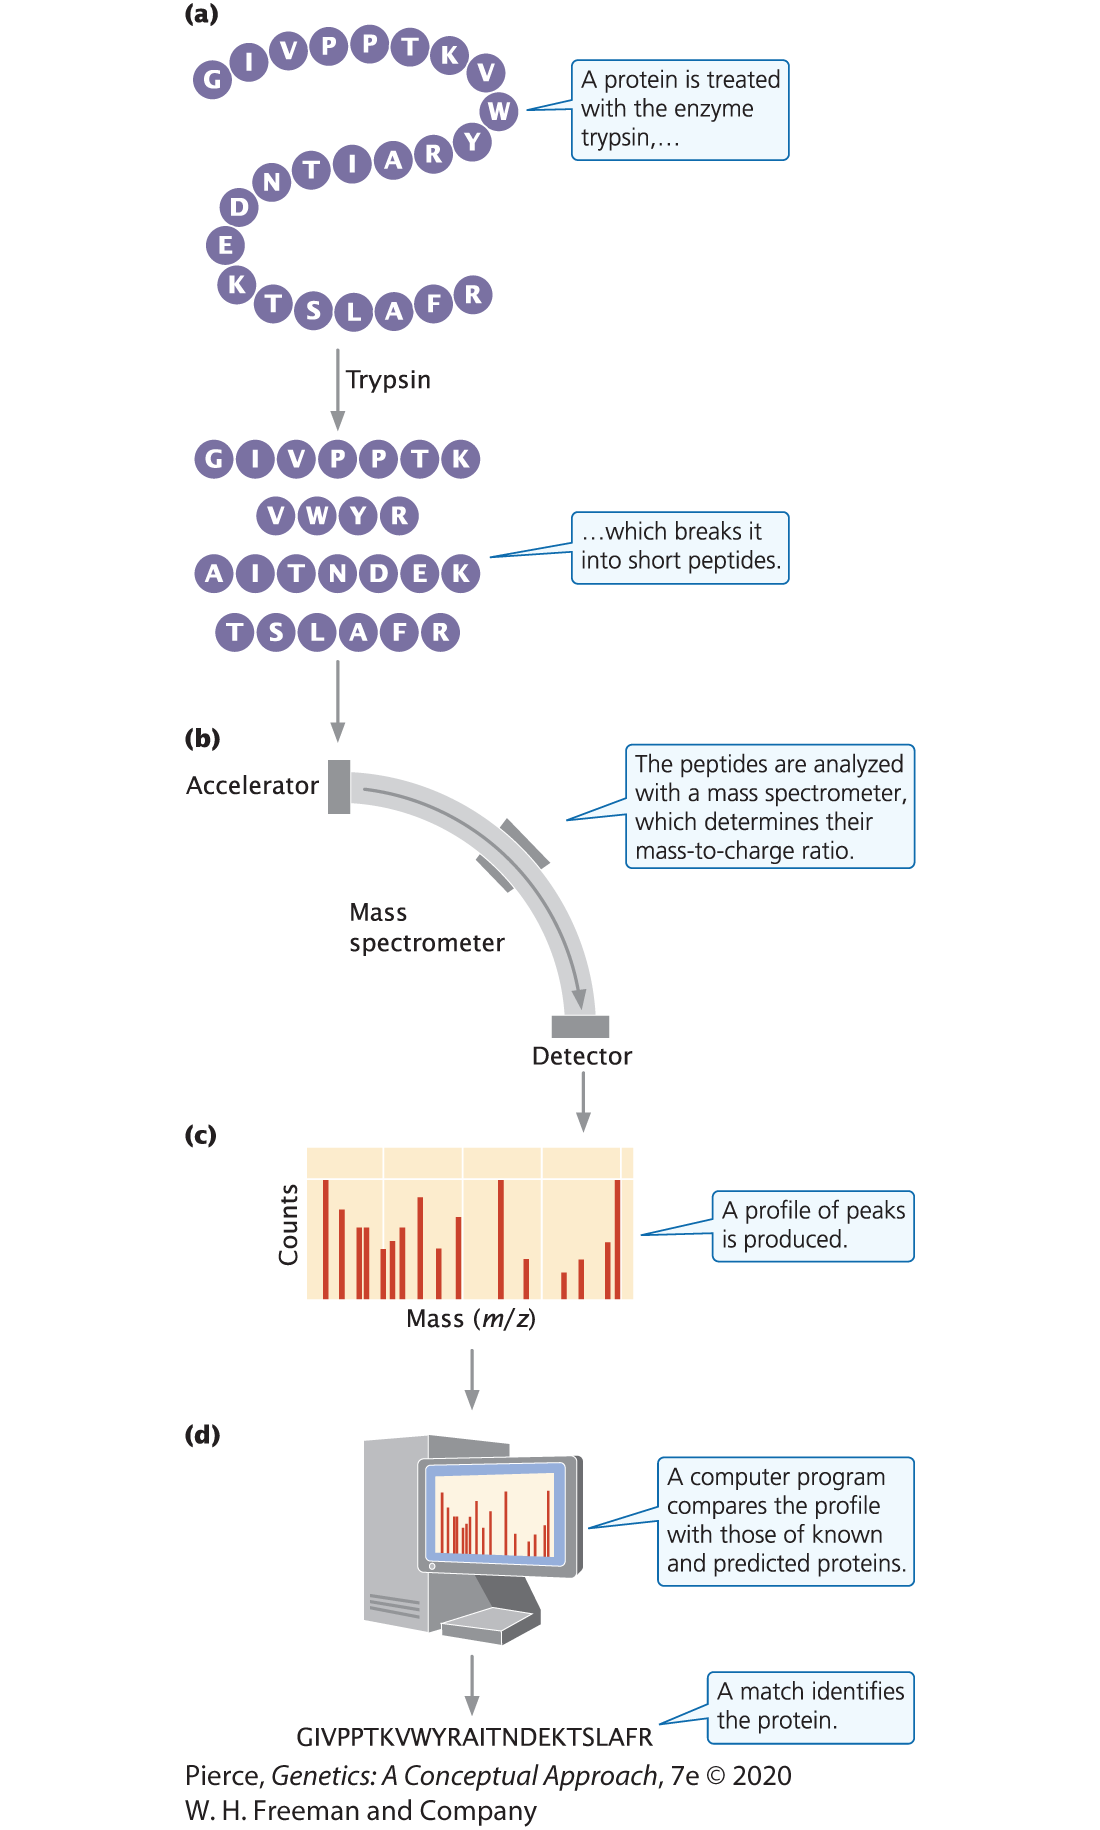 (a)
G I V P P T K V
W
Y R A I T N
D
E
K T S L A F R
A protein is treated
with the enzyme
trypsin,…
Trypsin
G I V P P T K
V W Y R
A I T N D E K
T S L A F R
…which breaks it
into short peptides.
(b)
Accelerator
The peptides are analyzed
with a mass spectrometer,
which determines their
mass-to-charge ratio.
Mass
spectrometer
Detector
(c)
Counts
Mass (m/z)
A profile of peaks
is produced.
(d)
A computer program
compares the profile
with those of known
and predicted proteins.
A match identifies
the protein.
GIVPPTKVWYRAITNDEKTSLAFR
Pierce, Genetics: A Conceptual Approach, 7e © 2020
W. H. Freeman and Company